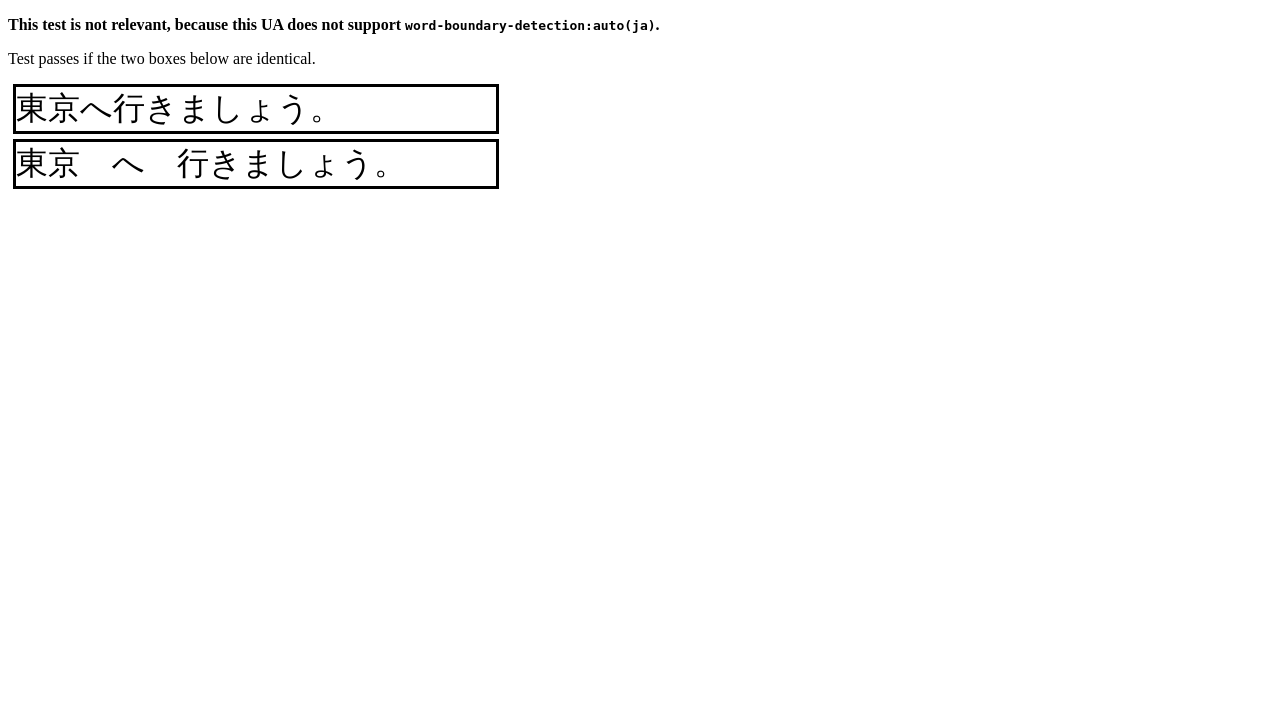 This test is not relevant, because this UA does not support word-boundary-detection:auto(ja).
Test passes if the two boxes below are identical.
東京へ行きましょう。
東京　へ　行きましょう。